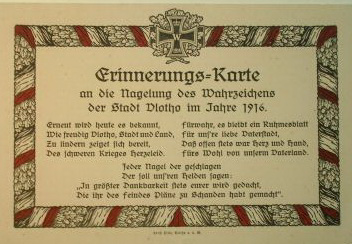 Erinnerungs=Karte
an die Nagelung des Wahrzeichens
der Stadt Vlotho im Jahre 1916.
Erneut wird heute es bekannt,
Wie freudig Vlotho, Stadt und Land,
Zu lindern zeiget sich bereit,
Des schweren Krieges Herzeleid.
fürwahr, es bleibt ein Ruhmesblatt
für uns're liebe Vaterstadt,
Daß offen stets war Herz und Hand,
fürs Wohl von unserm Vaterland.
Jeder Nagel der geschlagen
Der soll unsren Helden sagen:
„In größter Dankbarkeit stets euer wird gedacht,
Die ihr des Feindes Pläne zu Schanden habt gemacht".